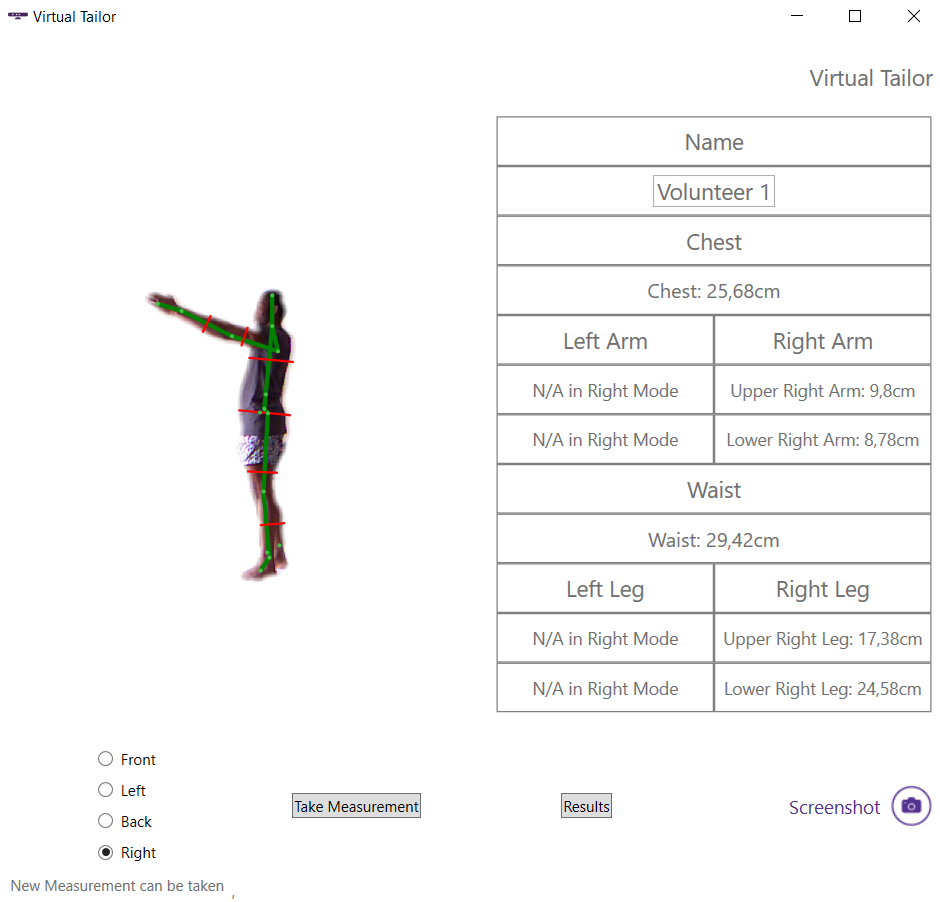 Virtual Tailor
Virtual Tailor
Name
Volunteer 1
Chest
Chest: 25,68cm
Left Arm Right Arm
N/A in Right Mode Upper Right Arm: 9,8cm
N/A in Right Mode Lower Right Arm: 8,78cm
Waist
Waist: 29,42cm
Left Leg Right Leg
N/A in Right Mode Upper Right Leg: 17,38cm
N/A in Right Mode Lower Right Leg: 24,58cm
Front
Left
Take Measurement Results Screenshot
Back
Right
New Measurement can be taken ,